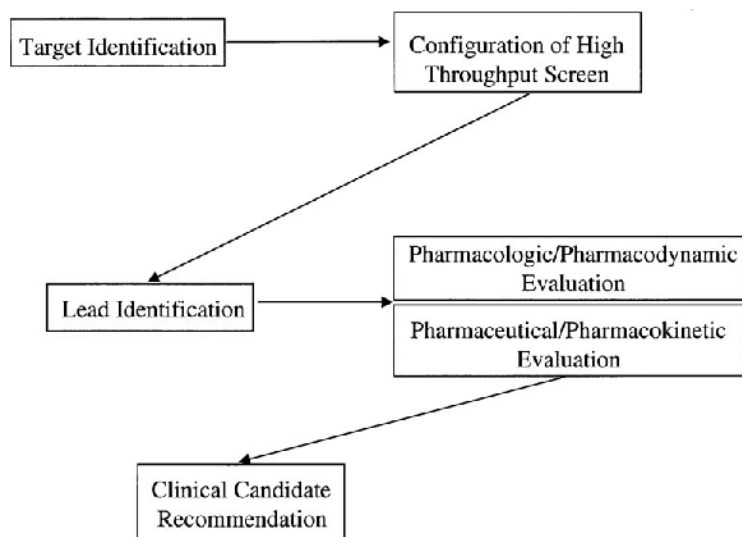 Target Identification
Configuration of High
Throughput Screen
Lead Identification
Pharmacologic/Pharmacodynamic
Evaluation
Pharmaceutical/Pharmacokinetic
Evaluation
Clinical Candidate
Recommendation